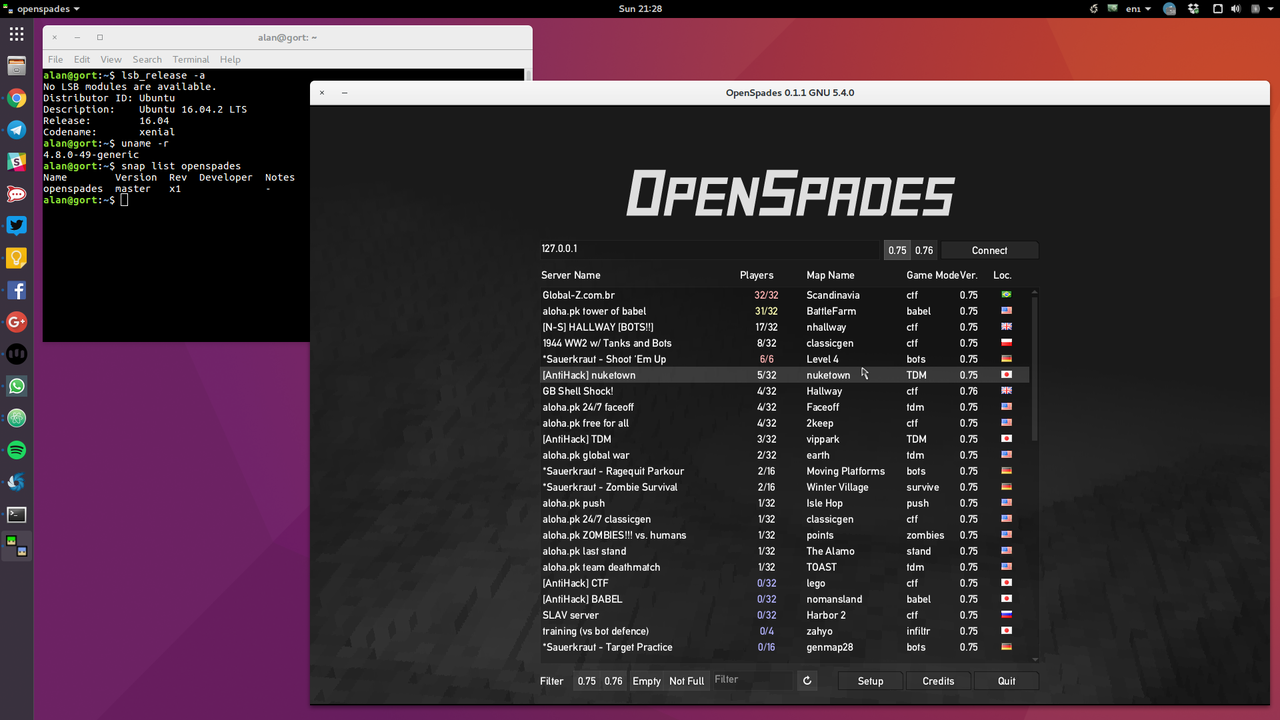 openspades
Sun 21:28
en₁
alan@gort: ~
File Edit View Search Terminal Help
alan@gort:~$ lsb_release -a
No LSB modules are available.
Distributor ID: Ubuntu
Description: Ubuntu 16.04.2 LTS
Release: 16.04
Codename: xenial
alan@gort:~$ uname -r
4.8.0-49-generic
alan@gort:~$ snap list openspades
Name Version Rev Developer Notes
openspades master x1 -
alan@gort:~$
OpenSpades 0.1.1 GNU 5.4.0
OPENSPADES
127.0.0.1 0.75 0.76 Connect
Server Name Players Map Name Game Mode Ver. Loc.
Global-Z.com.br 32/32 Scandinavia ctf 0.75
aloha.pk tower of babel 31/32 BattleFarm babel 0.75
[N-S] HALLWAY [BOTS!!] 17/32 nhallway ctf 0.75
1944 WW2 w/ Tanks and Bots 8/32 classicgen ctf 0.75
*Sauerkraut - Shoot 'Em Up 6/6 Level 4 bots 0.75
[AntiHack] nuketown 5/32 nuketown TDM 0.75
GB Shell Shock! 4/32 Hallway ctf 0.76
aloha.pk 24/7 faceoff 4/32 Faceoff tdm 0.75
aloha.pk free for all 4/32 2keep ctf 0.75
[AntiHack] TDM 3/32 vippark TDM 0.75
aloha.pk global war 2/32 earth tdm 0.75
*Sauerkraut - Ragequit Parkour 2/16 Moving Platforms bots 0.75
*Sauerkraut - Zombie Survival 2/16 Winter Village survive 0.75
aloha.pk push 1/32 Isle Hop push 0.75
aloha.pk 24/7 classicgen 1/32 classicgen ctf 0.75
aloha.pk ZOMBIES!!! vs. humans 1/32 points zombies 0.75
aloha.pk last stand 1/32 The Alamo stand 0.75
aloha.pk team deathmatch 1/32 TOAST tdm 0.75
[AntiHack] CTF 0/32 lego ctf 0.75
[AntiHack] BABEL 0/32 nomansland babel 0.75
SLAV server 0/32 Harbor 2 ctf 0.75
training (vs bot defence) 0/4 zahyo infiltr 0.75
*Sauerkraut - Target Practice 0/16 genmap28 bots 0.75
Filter 0.75 0.76 Empty Not Full Filter Setup Credits Quit